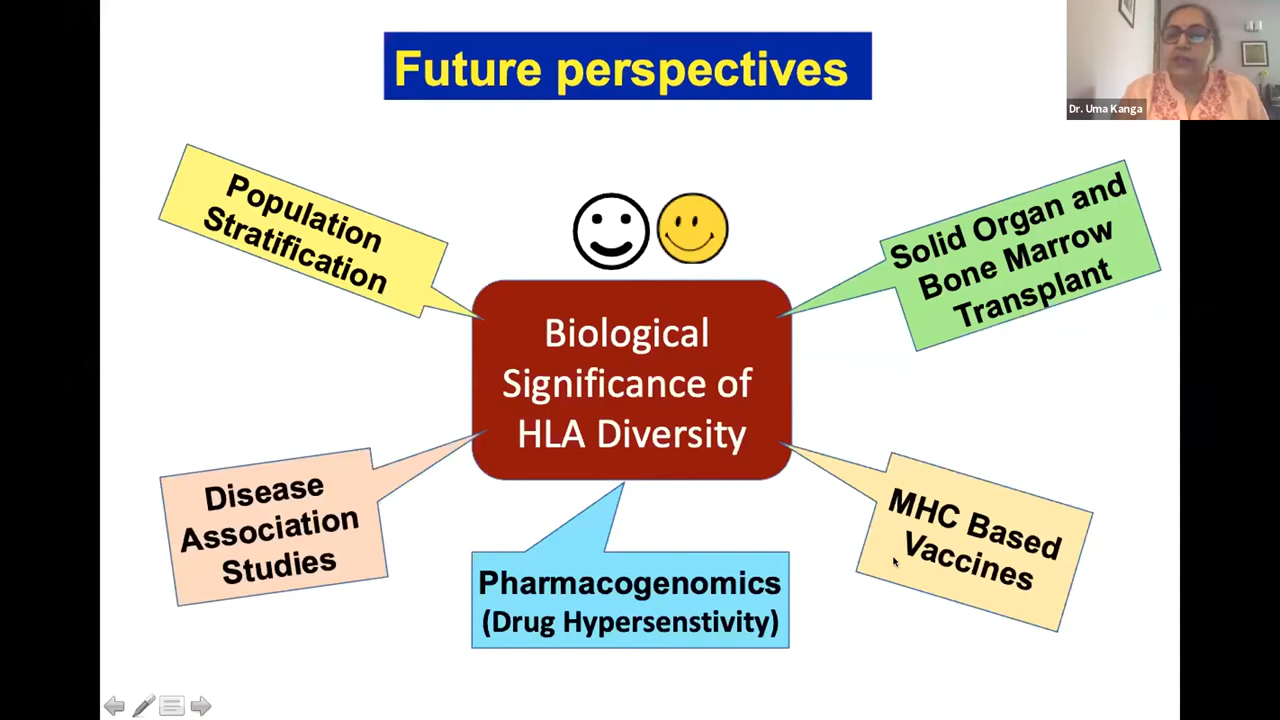 Future perspectives
Dr. Uma Kanga
Population
Stratification
Solid Organ and
Bone Marrow
Transplant
Biological
Significance of
HLA Diversity
Disease
Association
Studies
Pharmacogenomics
(Drug Hypersenstivity)
MHC Based
Vaccines